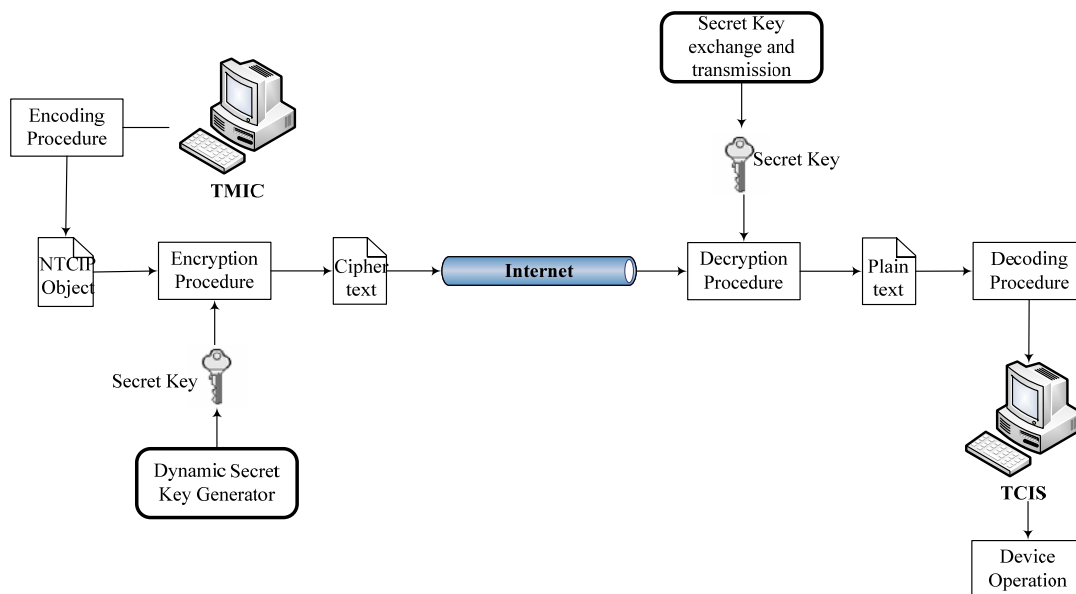 Secret Key
exchange and
transmission
Encoding
Procedure
TMIC
Secret Key
NTCIP
Object
Encryption
Procedure
Cipher
text
Internet
Decryption
Procedure
Plain
text
Decoding
Procedure
Secret Key
Dynamic Secret
Key Generator
TCIS
Device
Operation